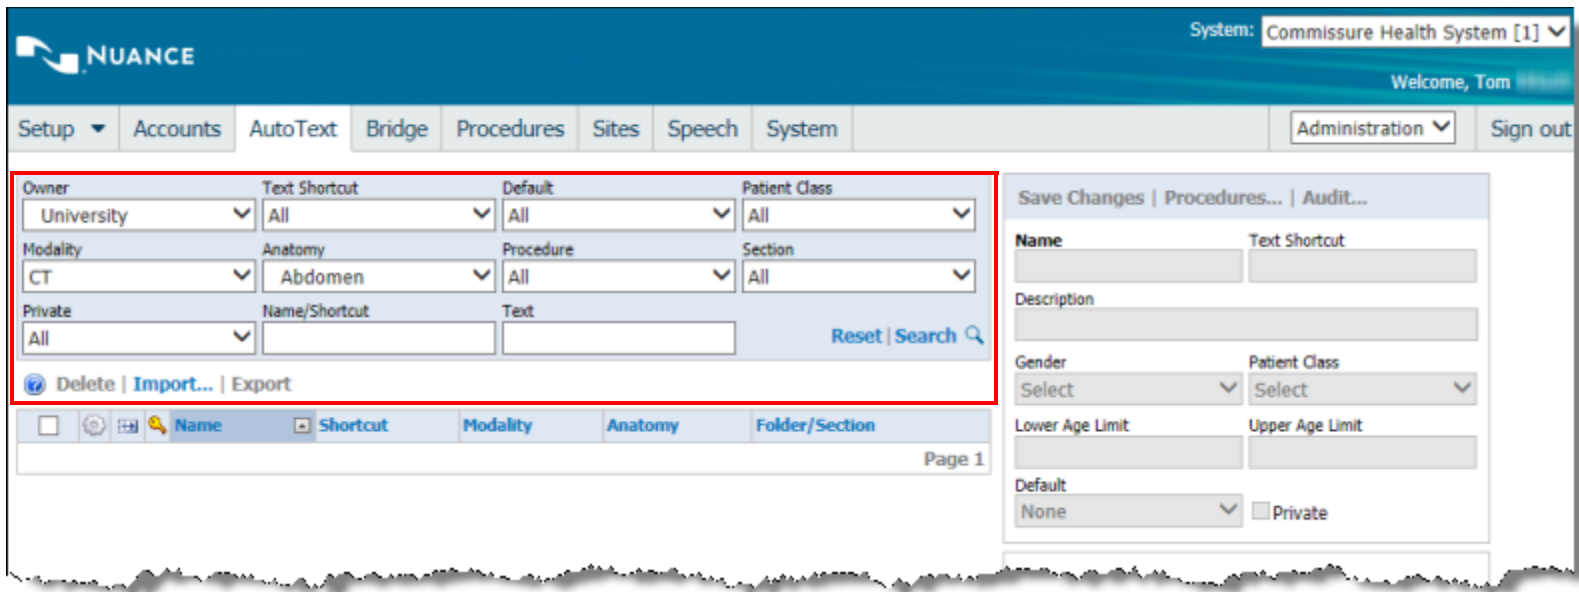 System: Commissure Health System [1]
NUANCE
Welcome, Tom
Setup Accounts AutoText Bridge Procedures Sites Speech System Administration Sign out
Owner Text Shortcut Default Patient Class
University All All All
Modality Anatomy Procedure Section
CT Abdomen All All
Private Name/Shortcut Text
All
Reset | Search
Delete | Import... | Export
Name Shortcut Modality Anatomy Folder/Section
Page 1
Save Changes | Procedures... | Audit...
Name Text Shortcut
Description
Gender Patient Class
Select Select
Lower Age Limit Upper Age Limit
Default
None Private